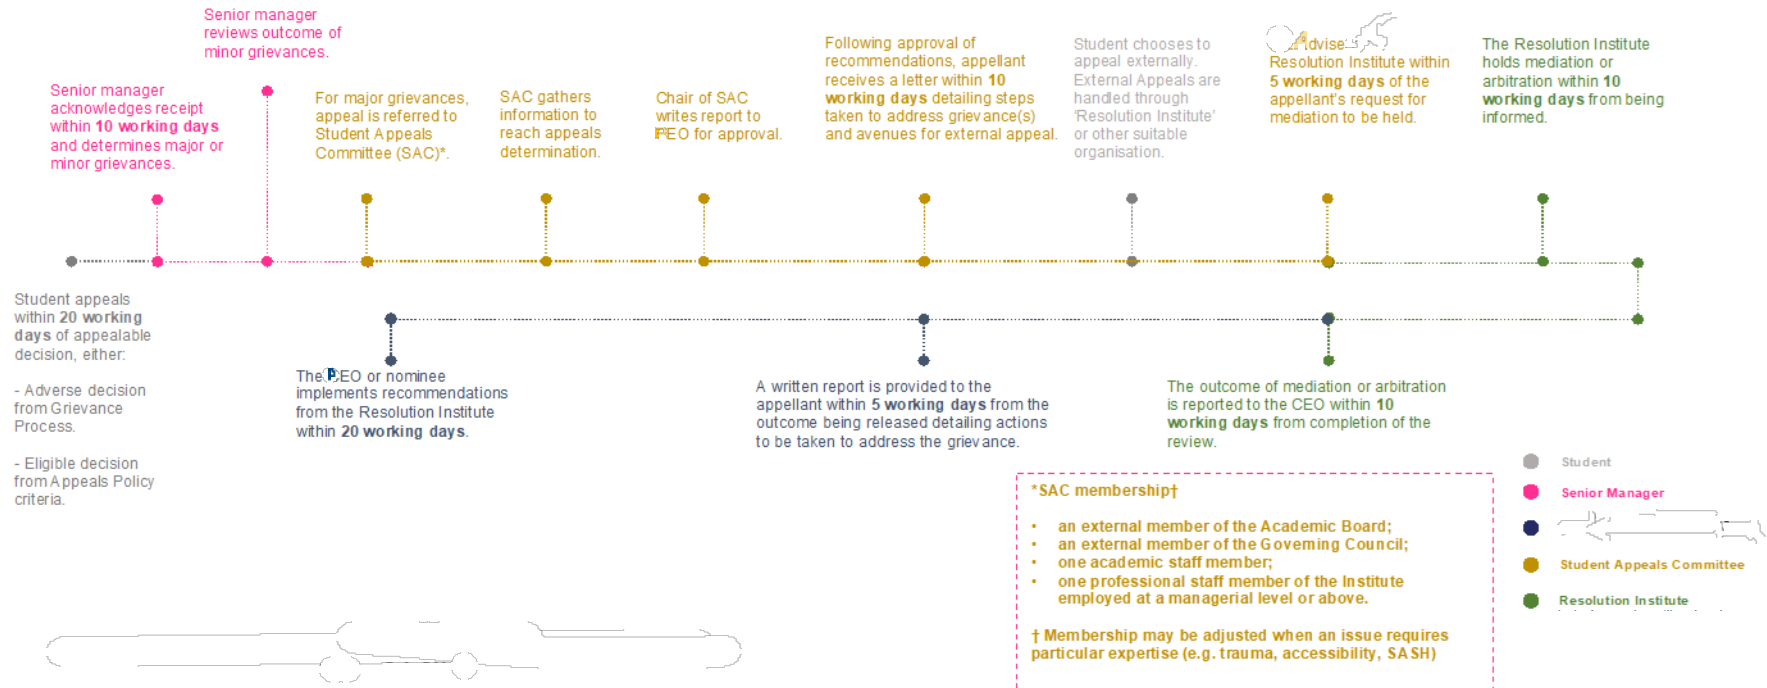 Senior manager
reviews outcome of
minor grievances.
Senior manager
acknowledges receipt
within 10 working days
and determines major or
minor grievances.
For major grievances,
appeal is referred to
Student Appeals
Committee (SAC)*.
SAC gathers
information to
reach appeals
determination.
Chair of SAC
writes report to
PEO for approval.
Following approval of
recommendations, appellant
receives a letter within 10
working days detailing steps
taken to address grievance(s)
and avenues for external appeal.
Student chooses to
appeal externally.
External Appeals are
handled through
'Resolution Institute'
or other suitable
organisation.
Resolution Institute within
5 working days of the
appellant's request for
mediation to be held.
The Resolution Institute
holds mediation or
arbitration within 10
working days from being
informed.
Student appeals
within 20 working
days of appealable
decision, either:
- Adverse decision
from Grievance
Process.
- Eligible decision
from Appeals Policy
criteria.
The PEO or nominee
implements recommendations
from the Resolution Institute
within 20 working days.
A written report is provided to the
appellant within 5 working days from the
outcome being released detailing actions
to be taken to address the grievance.
The outcome of mediation or arbitration
is reported to the CEO within 10
working days from completion of the
review.
*SAC membership†
• an external member of the Academic Board;
• an external member of the Governing Council;
• one academic staff member;
• one professional staff member of the Institute
employed at a managerial level or above.
† Membership may be adjusted when an issue requires
particular expertise (e.g. trauma, accessibility, SASH)
Student
Senior Manager
Student Appeals Committee
Resolution Institute